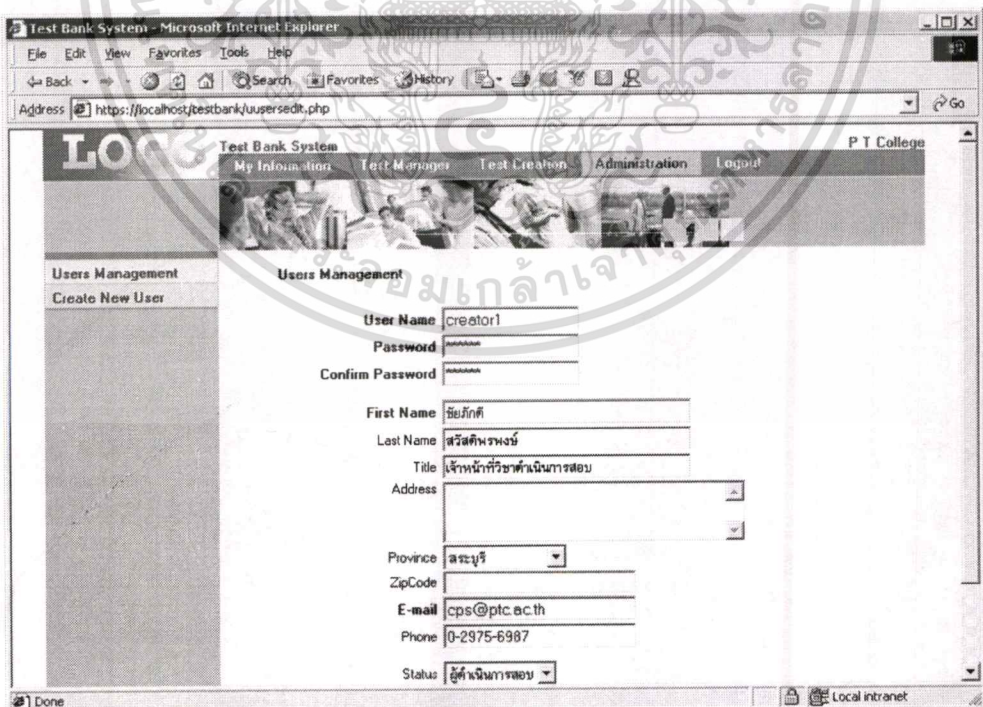 Test Bank System - Microsoft Internet Explorer
File Edit View Favorites Tools Help
Back Search Favorites History
Address https://localhost/testbank/uusersedit.php Go
LOGO Test Bank System P T College
My Information Test Manager Test Creation Administration Logout
Users Management Users Management
Create New User
User Name creator1
Password ******
Confirm Password ******
First Name ชัยภักดี
Last Name สวัสดิพรพงษ์
Title เจ้าหน้าที่วิชาดำเนินการสอบ
Address
Province สระบุรี
ZipCode
E-mail cps@ptc.ac.th
Phone 0-2975-6987
Status ผู้ดำเนินการสอบ
Done Local intranet